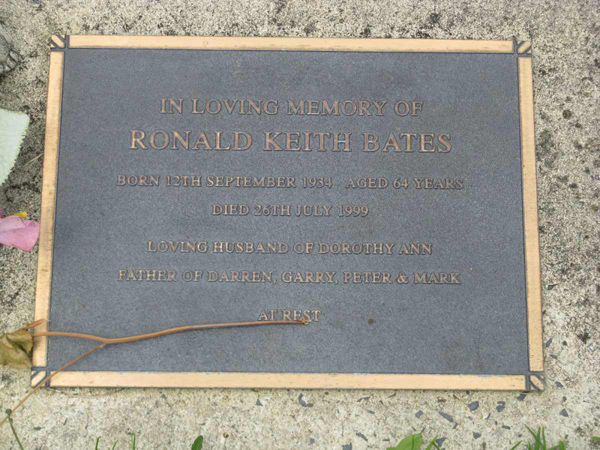 IN LOVING MEMORY OF
RONALD KEITH BATES
BORN 12TH SEPTEMBER 1934 AGED 64 YEARS
DIED 26TH JULY 1999
LOVING HUSBAND OF DOROTHY ANN
FATHER OF DARREN, GARRY, PETER & MARK
AT REST